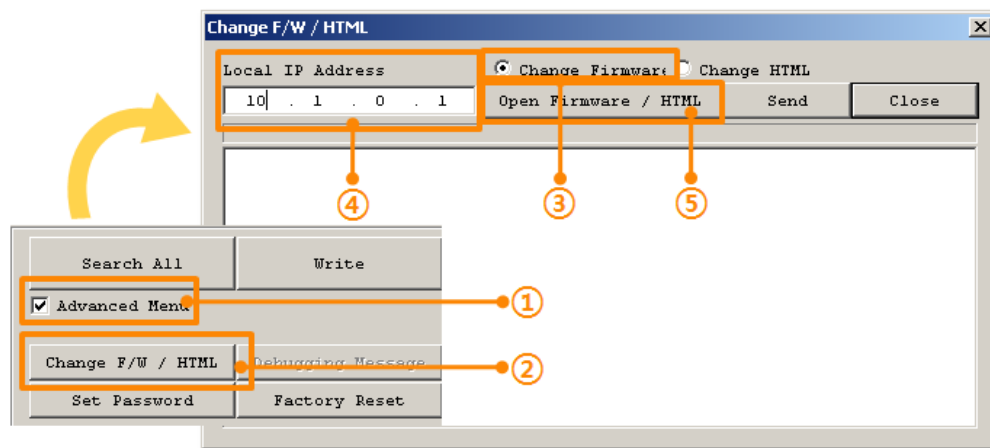 Change F/W / HTML
Local IP Address
Change Firmware
Change HTML
10 . 1 . 0 . 1
Open Firmware / HTML
Send
Close
④
③
⑤
Search All
Write
Advanced Menu
①
Change F/W / HTML
Debugging Message
②
Set Password
Factory Reset